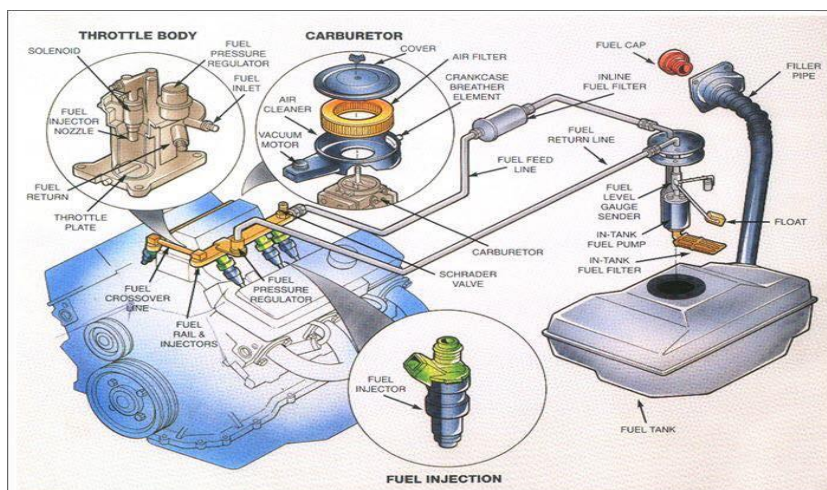 THROTTLE BODY
SOLENOID
FUEL
PRESSURE
REGULATOR
FUEL
INLET
FUEL
INJECTOR
NOZZLE
FUEL
RETURN
THROTTLE
PLATE
CARBURETOR
COVER
AIR FILTER
CRANKCASE
BREATHER
ELEMENT
AIR
CLEANER
VACUUM
MOTOR
CARBURETOR
INLINE
FUEL FILTER
FUEL
RETURN LINE
FUEL FEED
LINE
FUEL CAP
FILLER
PIPE
FUEL
LEVEL
GAUGE
SENDER
FLOAT
IN-TANK
FUEL PUMP
IN-TANK
FUEL FILTER
SCHRADER
VALVE
FUEL
CROSSOVER
LINE
FUEL
RAIL &
INJECTORS
FUEL
PRESSURE
REGULATOR
FUEL
INJECTOR
FUEL INJECTION
FUEL TANK